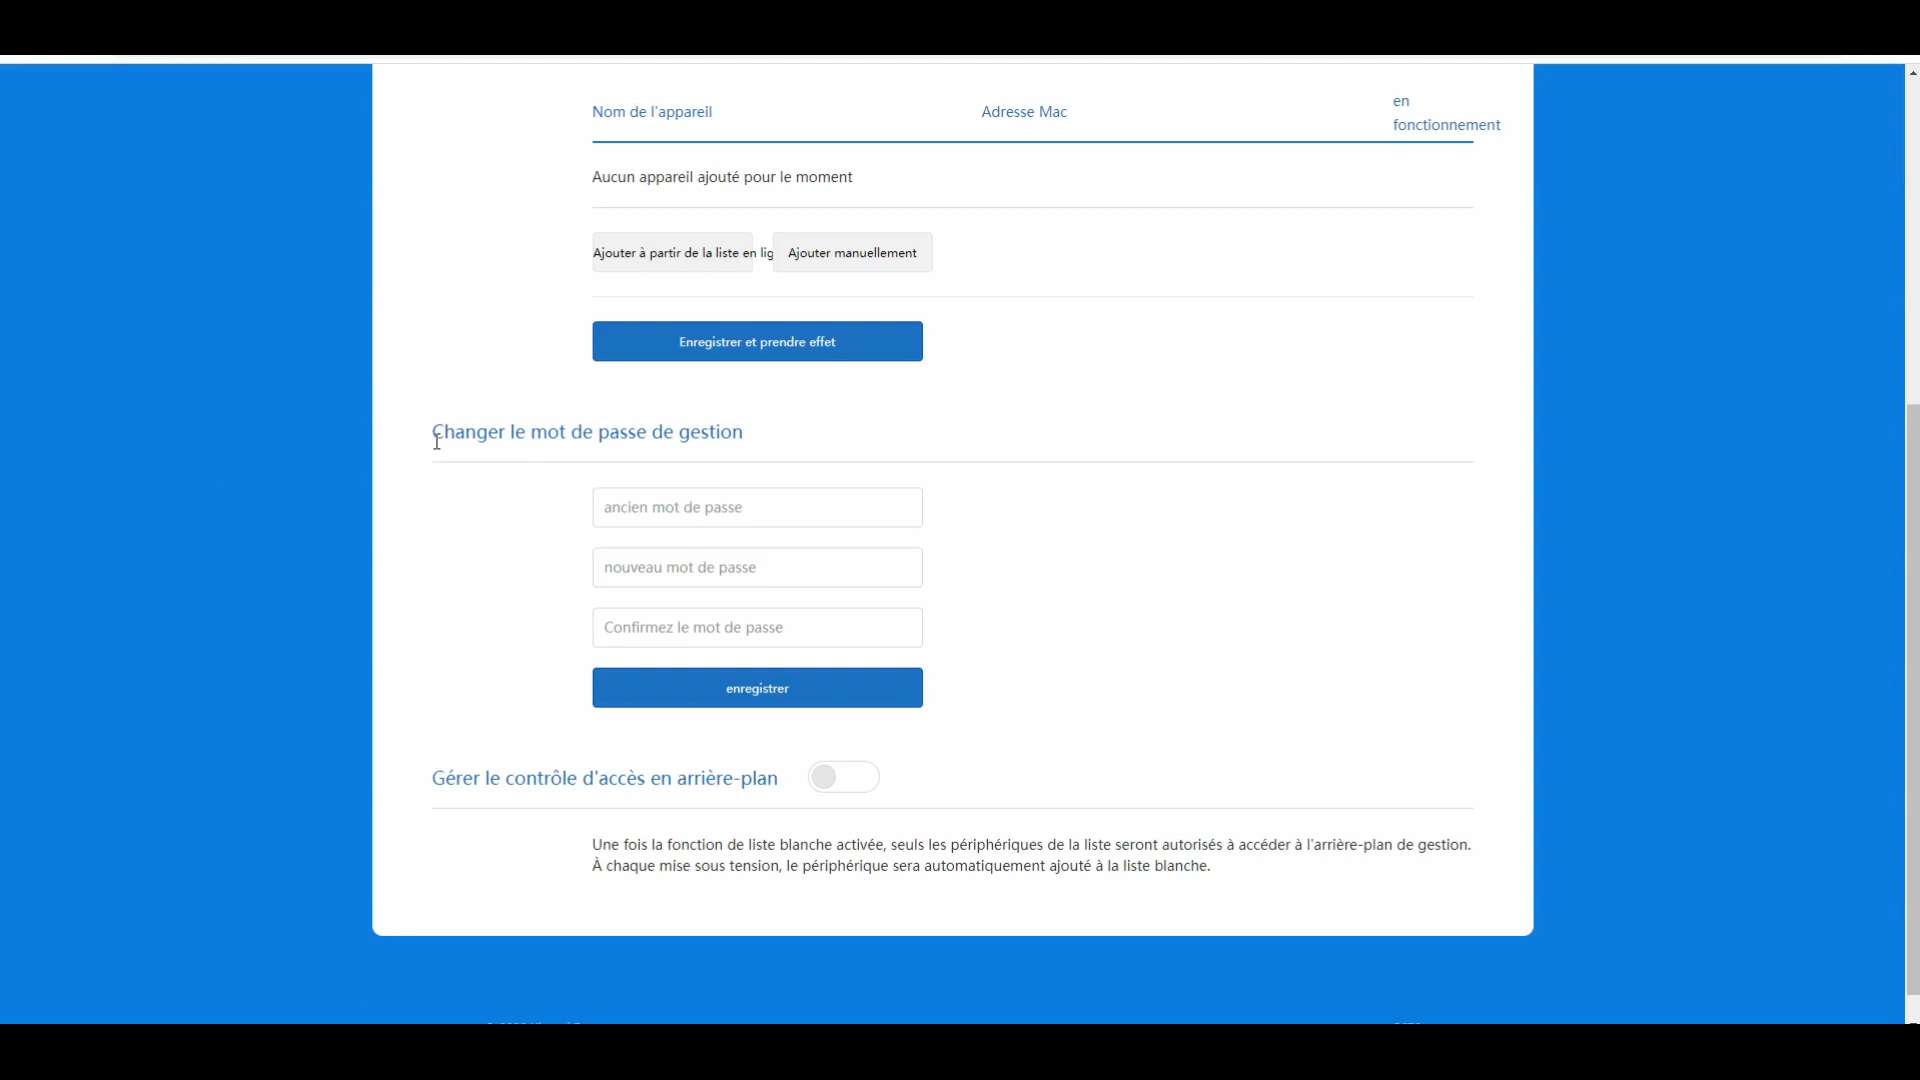 Nom de l'appareil
Adresse Mac
en
fonctionnement
Aucun appareil ajouté pour le moment
Ajouter à partir de la liste en lig
Ajouter manuellement
Enregistrer et prendre effet
Changer le mot de passe de gestion
ancien mot de passe
nouveau mot de passe
Confirmez le mot de passe
enregistrer
Gérer le contrôle d'accès en arrière-plan
Une fois la fonction de liste blanche activée, seuls les périphériques de la liste seront autorisés à accéder à l'arrière-plan de gestion.
À chaque mise sous tension, le périphérique sera automatiquement ajouté à la liste blanche.